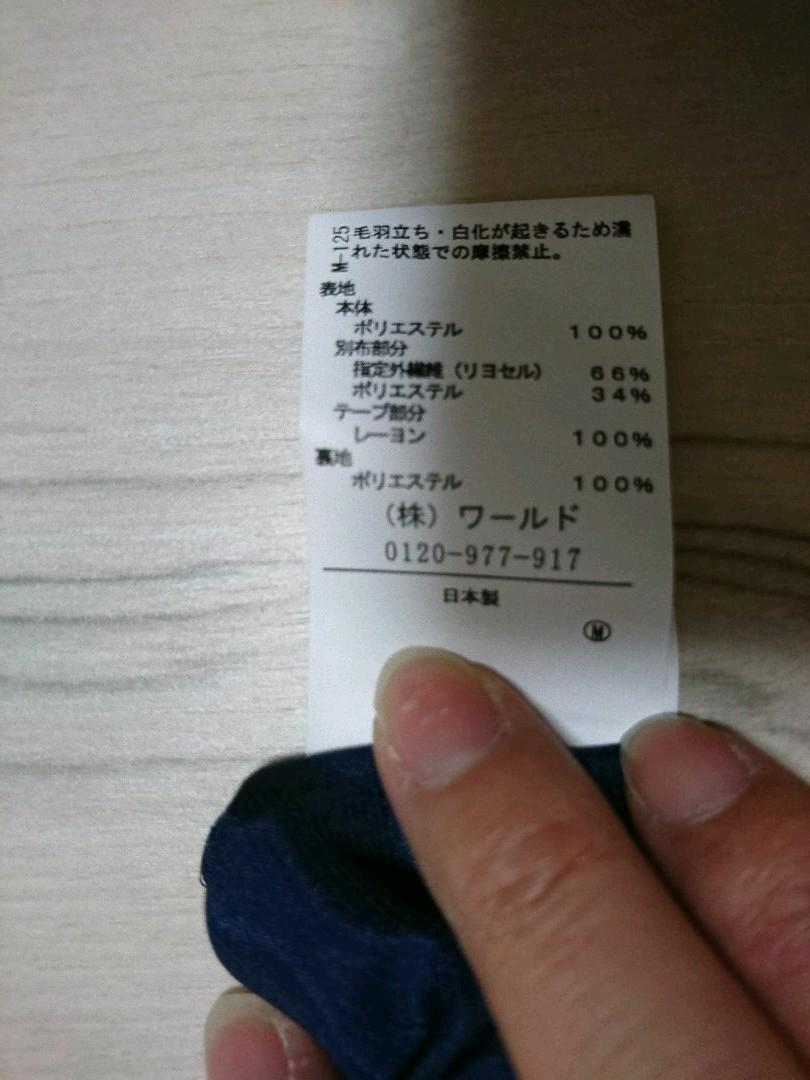 M-125
毛羽立ち・白化が起きるため濡
れた状態での摩擦禁止。
表地
本体
ポリエステル 100%
別布部分
指定外繊維（リヨセル） 66%
ポリエステル 34%
テープ部分
レーヨン 100%
裏地
ポリエステル 100%
（株）ワールド
0120-977-917
日本製
Ⓜ